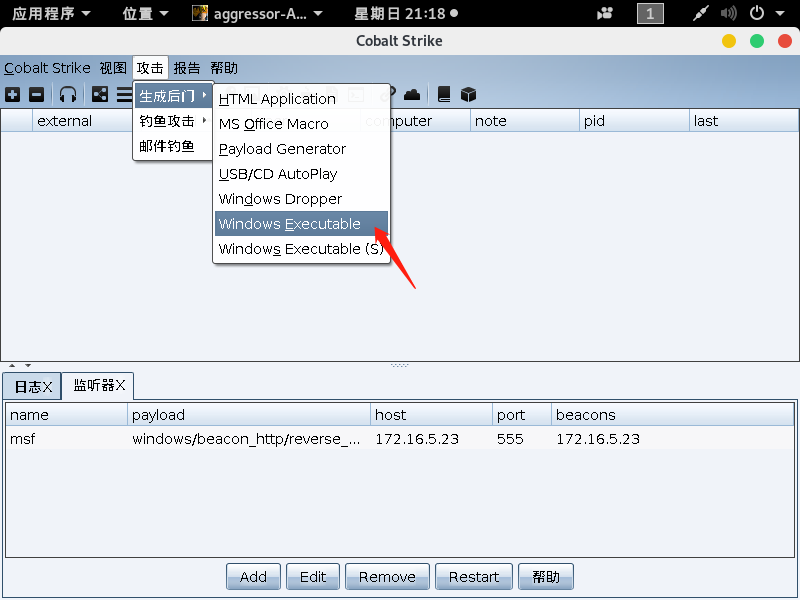 应用程序 位置 aggressor-A... 星期日 21:18 1
Cobalt Strike
Cobalt Strike 视图 攻击 报告 帮助
生成后门
钓鱼攻击
邮件钓鱼
HTML Application
MS Office Macro
Payload Generator
USB/CD AutoPlay
Windows Dropper
Windows Executable
Windows Executable (S)
external computer note pid last
日志X 监听器X
name payload host port beacons
msf windows/beacon_http/reverse_... 172.16.5.23 555 172.16.5.23
Add Edit Remove Restart 帮助